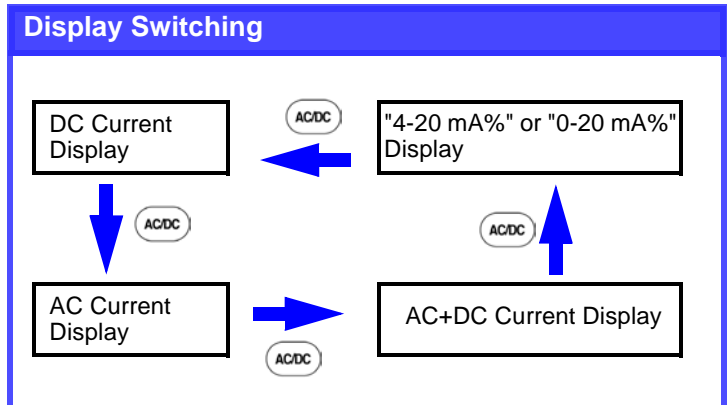 Display Switching
DC Current
Display
AC/DC
"4-20 mA%" or "0-20 mA%"
Display
AC/DC
AC/DC
AC Current
Display
AC/DC
AC+DC Current Display